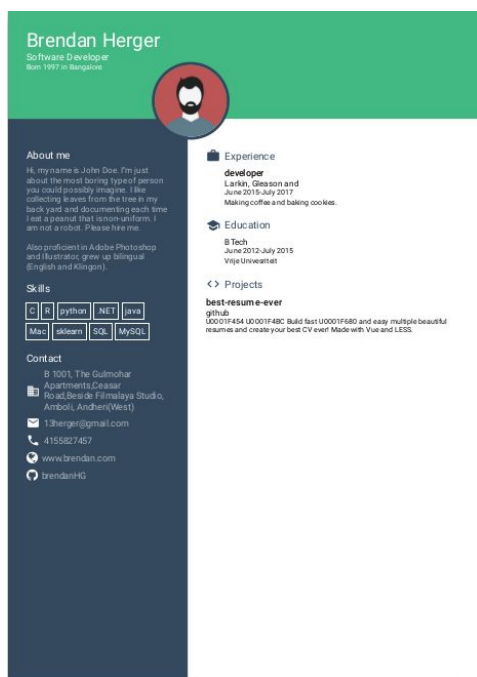 Brendan Herger
Software Developer
Born 1997 in Bangalore
About me
Hi, my name is John Doe. I'm just
about the most boring type of person
you could possibly imagine. I like
collecting leaves from the tree in my
back yard and documenting each time
I eat a peanut that is non-uniform. I
am not a robot. Please hire me.
Also proficient in Adobe Photoshop
and Illustrator, grew up bilingual
(English and Klingon).
Skills
C R python .NET java
Mac sklearn SQL MySQL
Contact
B 1001, The Gulmohar
Apartments,Ceasar
Road,Beside Filmalaya Studio,
Amboli, Andheri(West)
13herger@gmail.com
4155827457
www.brendan.com
brendanHG
Experience
developer
Larkin, Gleason and
June 2015-July 2017
Making coffee and baking cookies.
Education
B Tech
June 2012-July 2015
Vrije Univeariteit
<> Projects
best-resume-ever
github
U0001F454 U0001F4BC Build fast U0001F680 and easy multiple beautiful
resumes and create your best CV ever! Made with Vue and LESS.